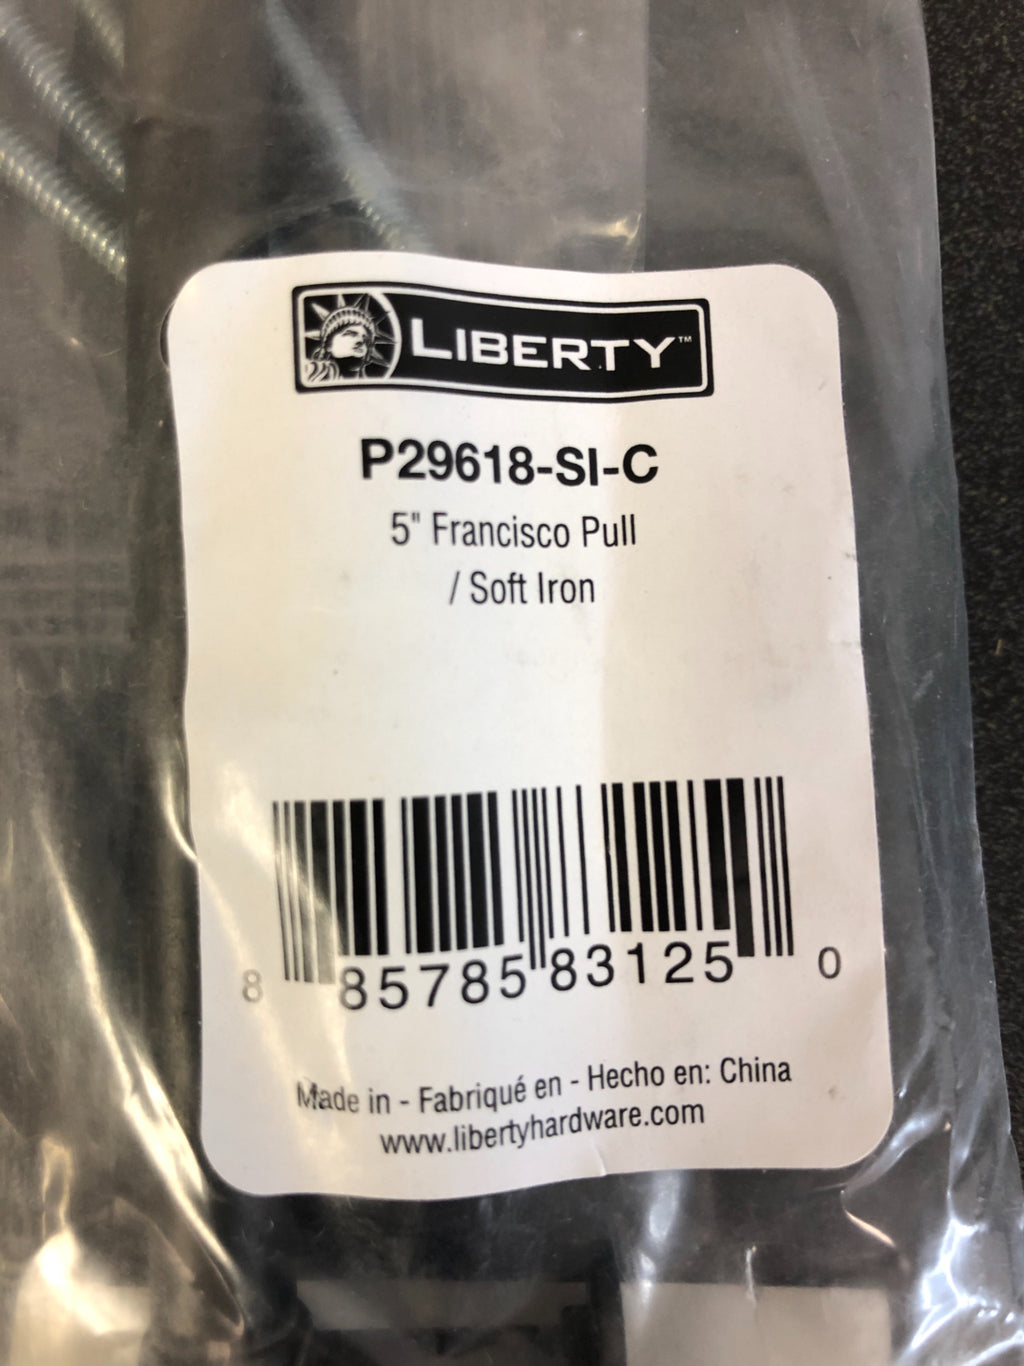 LIBERTY™
P29618-SI-C
5" Francisco Pull
/ Soft Iron
8 85785 83125 0
Made in - Fabriqué en - Hecho en: China
www.libertyhardware.com